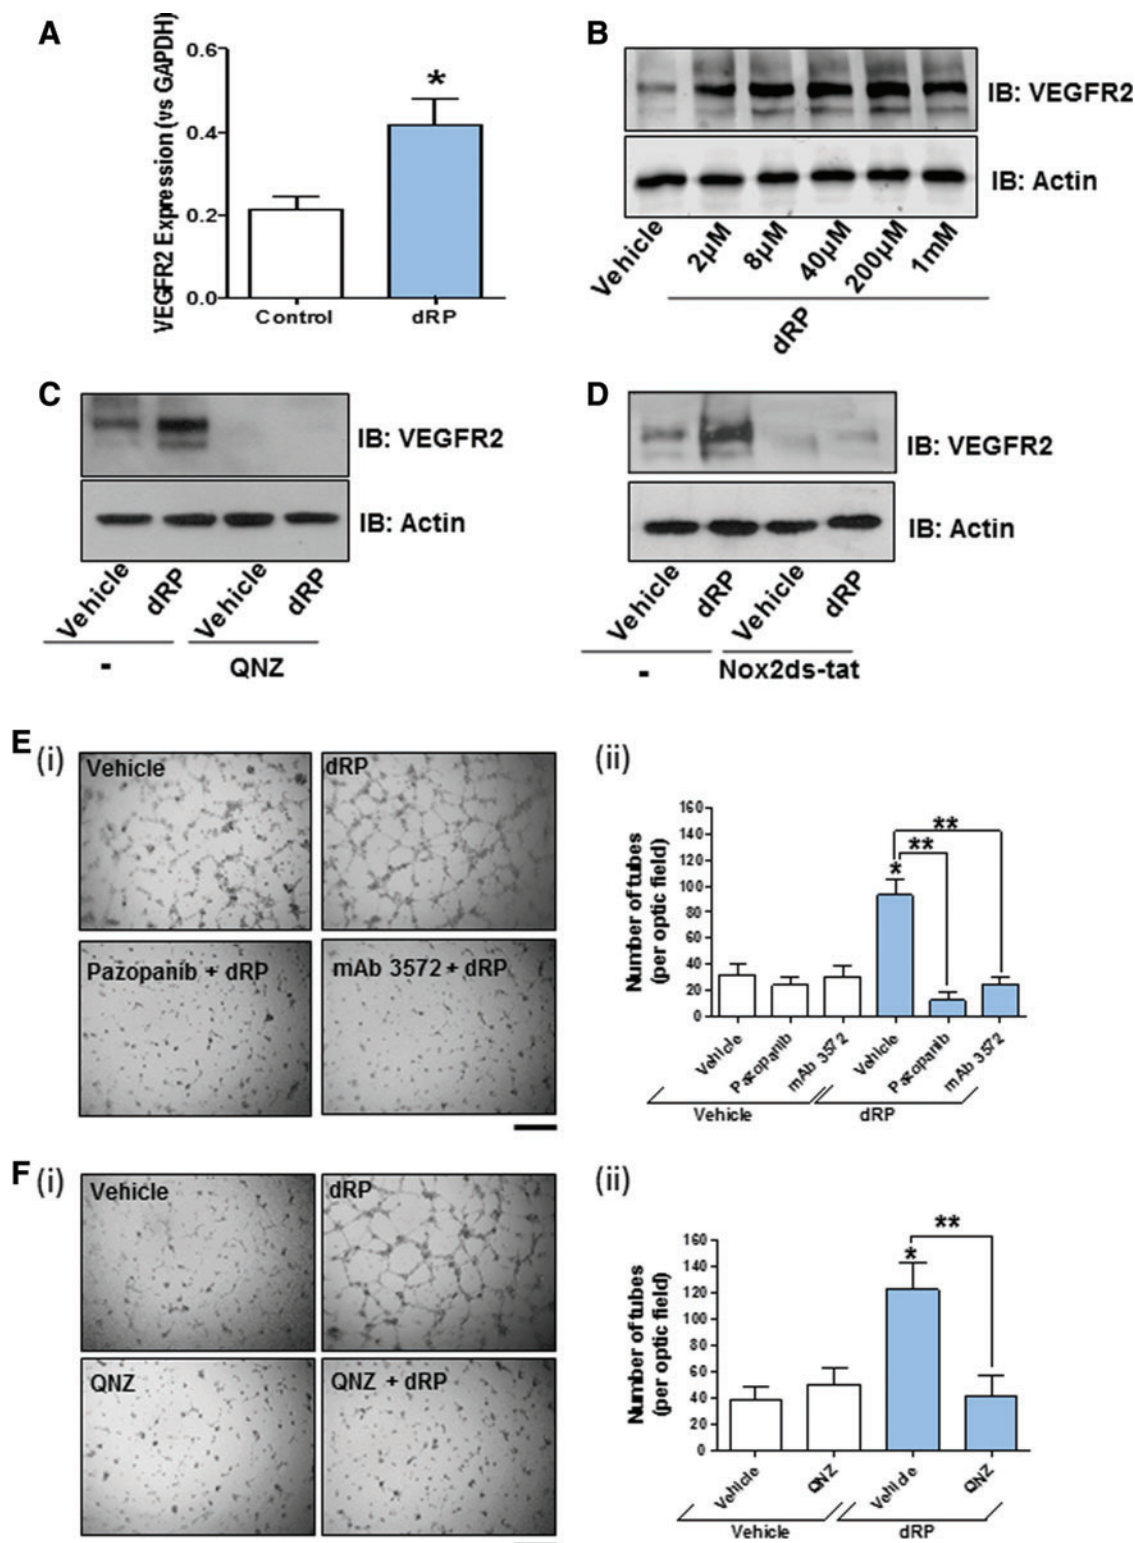 A
VEGFR2 Expression (vs GAPDH)
0.6
0.4
0.2
0.0
*
Control
dRP
B
IB: VEGFR2
IB: Actin
Vehicle
2µM
8µM
40µM
200µM
1mM
dRP
C
IB: VEGFR2
IB: Actin
Vehicle
dRP
Vehicle
dRP
-
QNZ
D
IB: VEGFR2
IB: Actin
Vehicle
dRP
Vehicle
dRP
-
Nox2ds-tat
E
(i)
Vehicle
dRP
Pazopanib + dRP
mAb 3572 + dRP
(ii)
Number of tubes
(per optic field)
160
140
120
100
80
60
40
20
0
**
**
*
Vehicle
Pazopanib
mAb 3572
Vehicle
Pazopanib
mAb 3572
Vehicle
dRP
F
(i)
Vehicle
dRP
QNZ
QNZ + dRP
(ii)
Number of tubes
(per optic field)
160
140
120
100
80
60
40
20
0
**
*
Vehicle
QNZ
Vehicle
QNZ
Vehicle
dRP